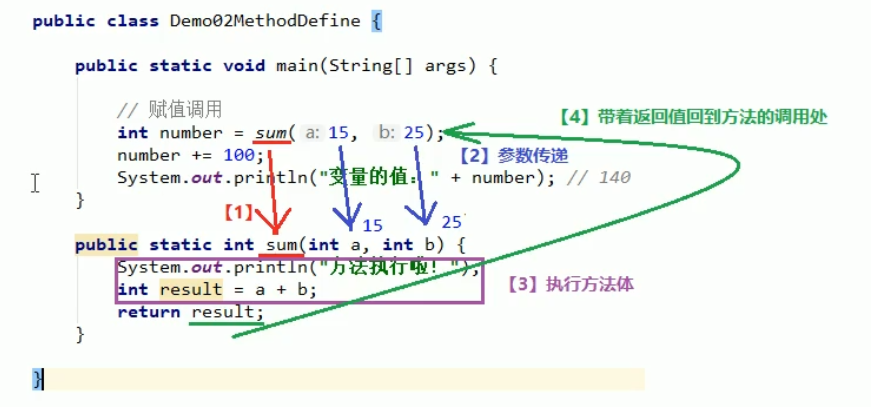 public class Demo02MethodDefine {
public static void main(String[] args) {
// 赋值调用
int number = sum( a: 15, b: 25);
【4】带着返回值回到方法的调用处
number += 100;
【2】参数传递
System.out.println("变量的值：" + number); // 140
}
【1】
15
25
public static int sum(int a, int b) {
System.out.println("方法执行啦！");
int result = a + b;
【3】执行方法体
return result;
}
}